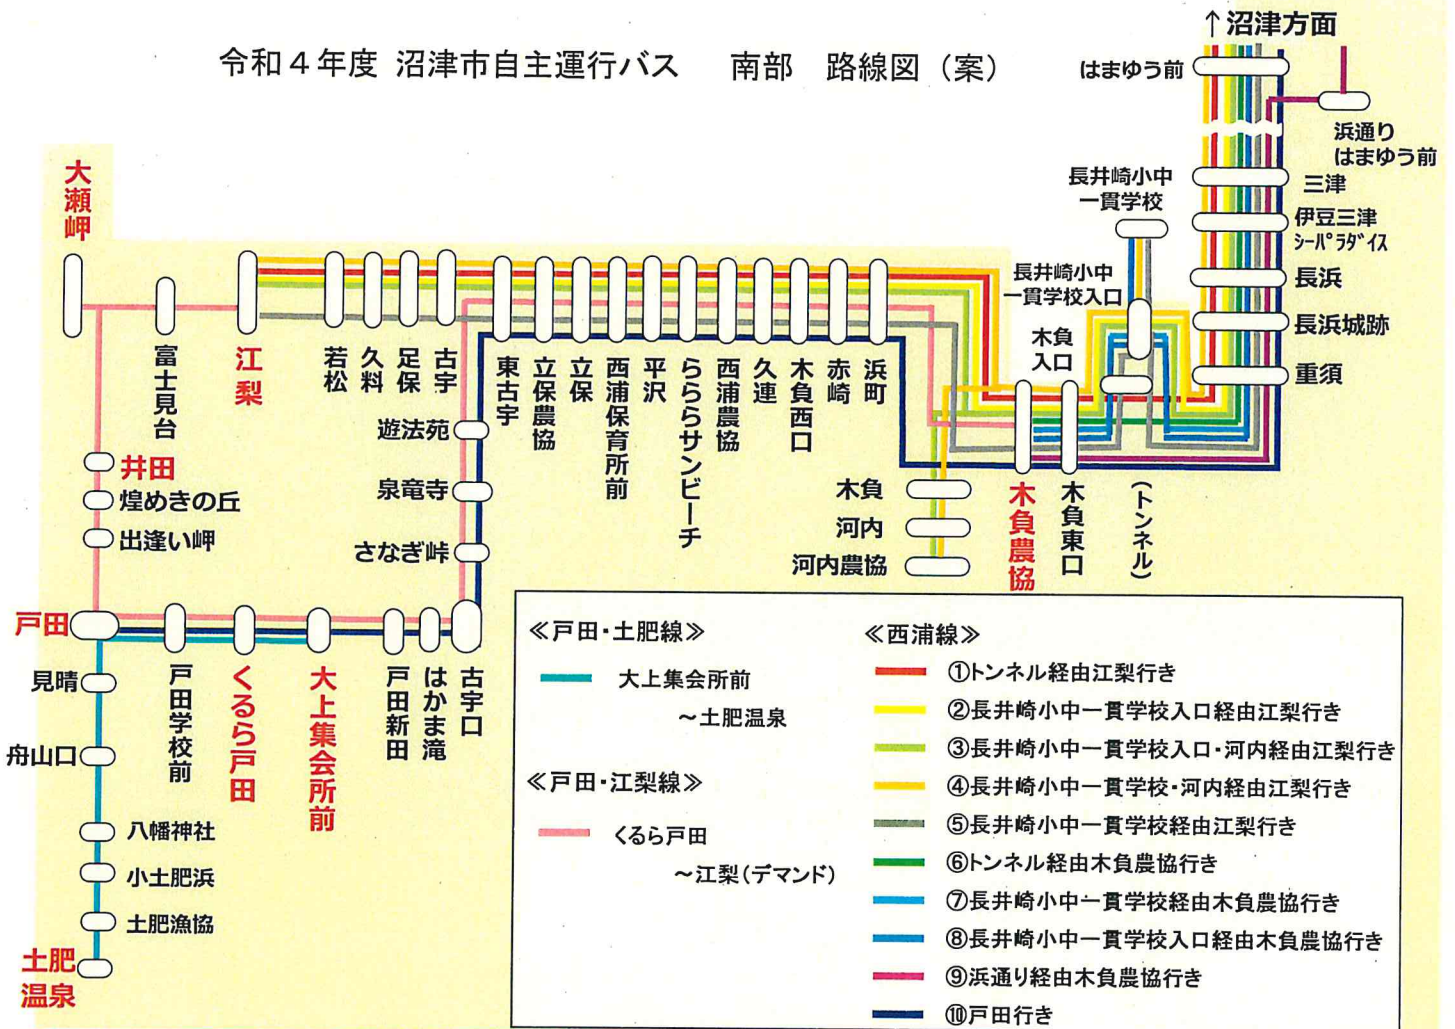 令和４年度 沼津市自主運行バス　南部　路線図（案）
↑沼津方面
はまゆう前
浜通り
はまゆう前
三津
伊豆三津
シーパラダイス
長浜
長浜城跡
重須
長井崎小中
一貫学校
長井崎小中
一貫学校入口
木負
入口
大瀬岬
富士見台
江梨
若松
久料
足保
古宇
東古宇
立保農協
立保
西浦保育所前
平沢
らららサンビーチ
西浦農協
久連
木負西口
赤崎
浜町
木負農協
木負東口
(トンネル)
遊法苑
泉竜寺
さなぎ峠
木負
河内
河内農協
井田
煌めきの丘
出逢い岬
戸田
戸田学校前
くるら戸田
大上集会所前
戸田新田
はかま滝
古宇口
見晴
舟山口
八幡神社
小土肥浜
土肥漁協
土肥
温泉
≪戸田・土肥線≫
大上集会所前
～土肥温泉
≪戸田・江梨線≫
くるら戸田
～江梨(デマンド)
≪西浦線≫
①トンネル経由江梨行き
②長井崎小中一貫学校入口経由江梨行き
③長井崎小中一貫学校入口・河内経由江梨行き
④長井崎小中一貫学校・河内経由江梨行き
⑤長井崎小中一貫学校経由江梨行き
⑥トンネル経由木負農協行き
⑦長井崎小中一貫学校経由木負農協行き
⑧長井崎小中一貫学校入口経由木負農協行き
⑨浜通り経由木負農協行き
⑩戸田行き